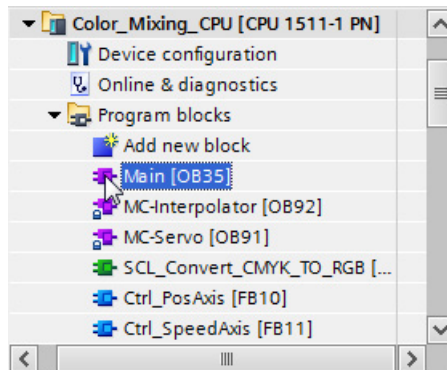 Color_Mixing_CPU [CPU 1511-1 PN]
Device configuration
Online & diagnostics
Program blocks
Add new block
Main [OB35]
MC-Interpolator [OB92]
MC-Servo [OB91]
SCL_Convert_CMYK_TO_RGB [...
Ctrl_PosAxis [FB10]
Ctrl_SpeedAxis [FB11]